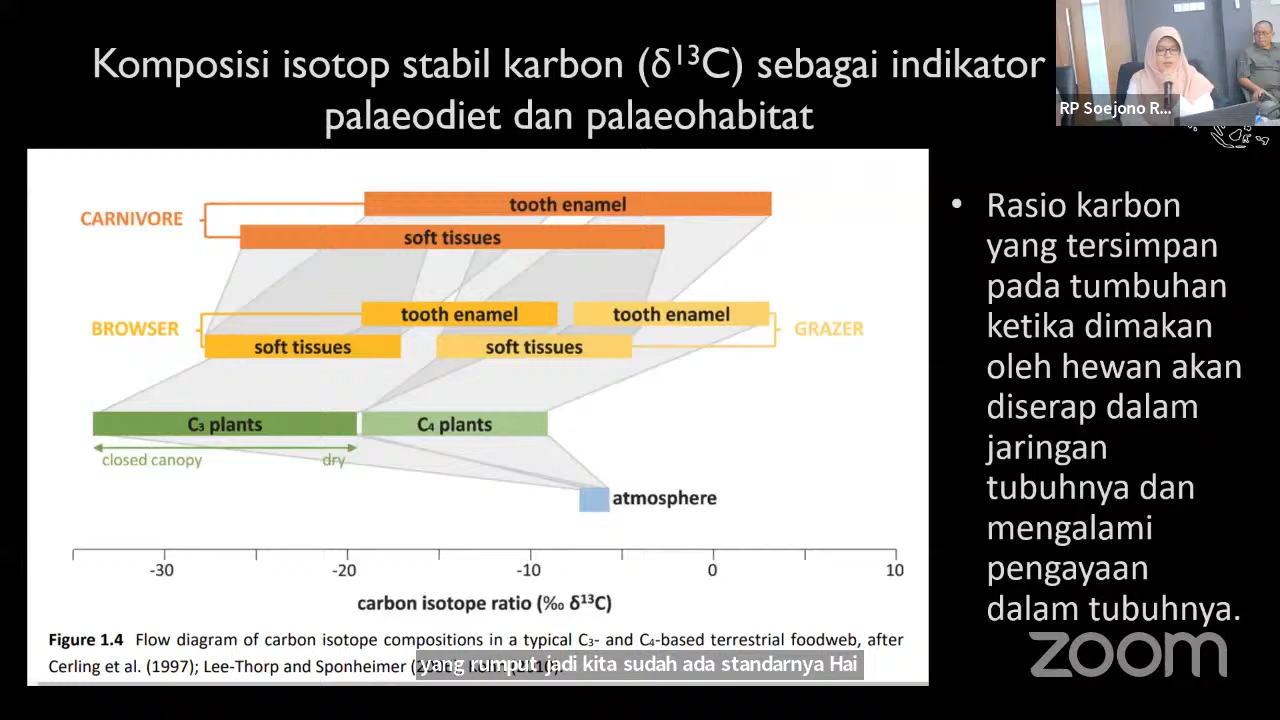 Komposisi isotop stabil karbon (δ¹³C) sebagai indikator
palaeodiet dan palaeohabitat
RP Soejono R...
CARNIVORE
tooth enamel
soft tissues
BROWSER
tooth enamel
tooth enamel
GRAZER
soft tissues
soft tissues
C₃ plants
C₄ plants
closed canopy
dry
atmosphere
-30 -20 -10 0 10
carbon isotope ratio (‰ δ¹³C)
Figure 1.4 Flow diagram of carbon isotope compositions in a typical C₃- and C₄-based terrestrial foodweb, after
Cerling et al. (1997); Lee-Thorp and Sponheimer
yang rumput jadi kita sudah ada standarnya Hai
• Rasio karbon
yang tersimpan
pada tumbuhan
ketika dimakan
oleh hewan akan
diserap dalam
jaringan
tubuhnya dan
mengalami
pengayaan
dalam tubuhnya.
zoom